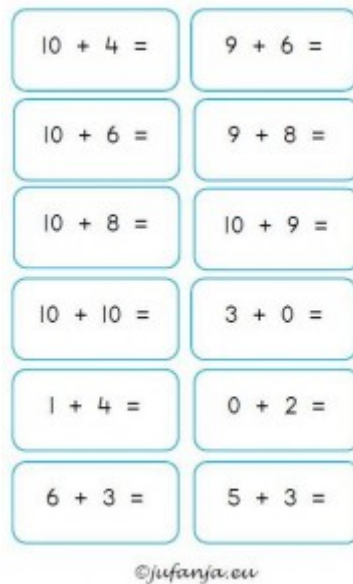 10 + 4 =
9 + 6 =
10 + 6 =
9 + 8 =
10 + 8 =
10 + 9 =
10 + 10 =
3 + 0 =
1 + 4 =
0 + 2 =
6 + 3 =
5 + 3 =
©jufanja.eu